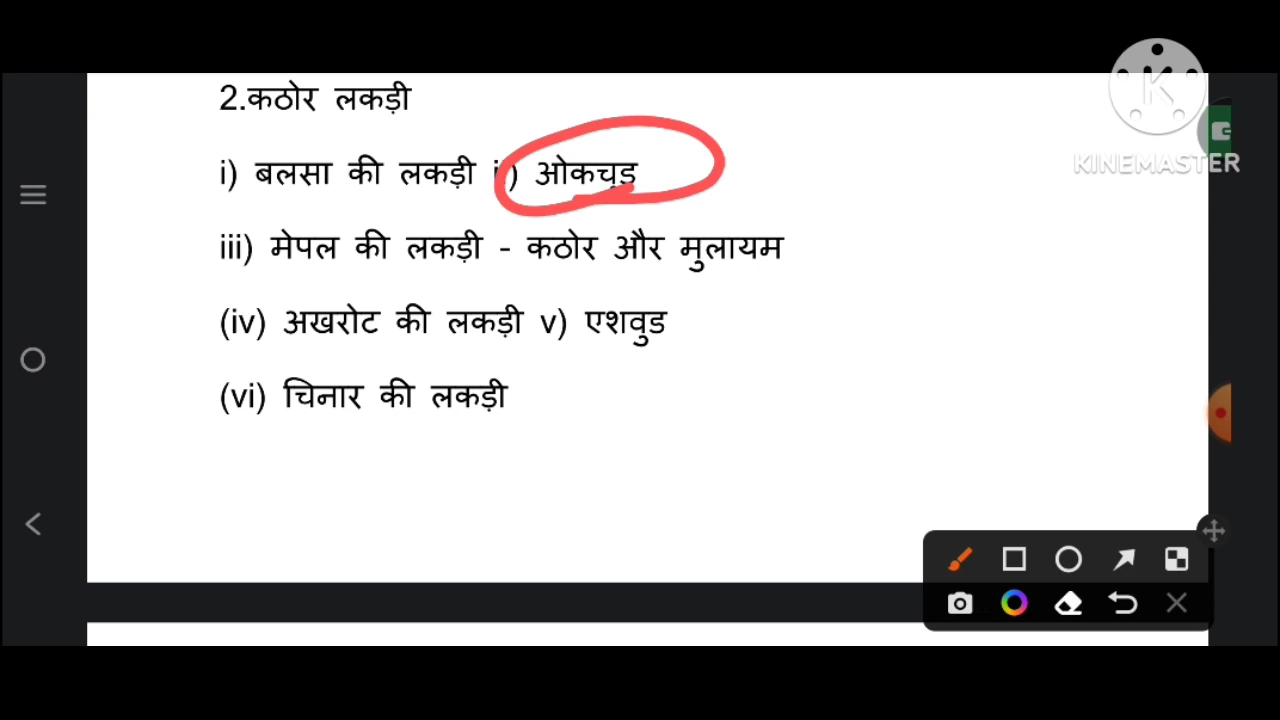 2.कठोर लकड़ी
KINEMASTER
i) बलसा की लकड़ी ii) ओकचुड
iii) मेपल की लकड़ी - कठोर और मुलायम
(iv) अखरोट की लकड़ी v) एशवुड
(vi) चिनार की लकड़ी